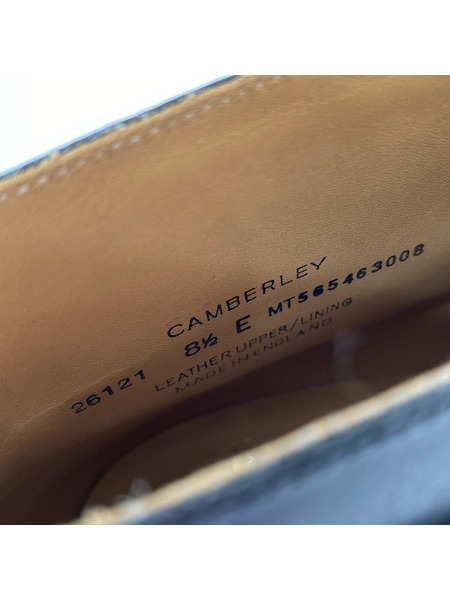 CAMBERLEY
26121 8½ E MT565463008
LEATHER UPPER/LINING
MADE IN ENGLAND